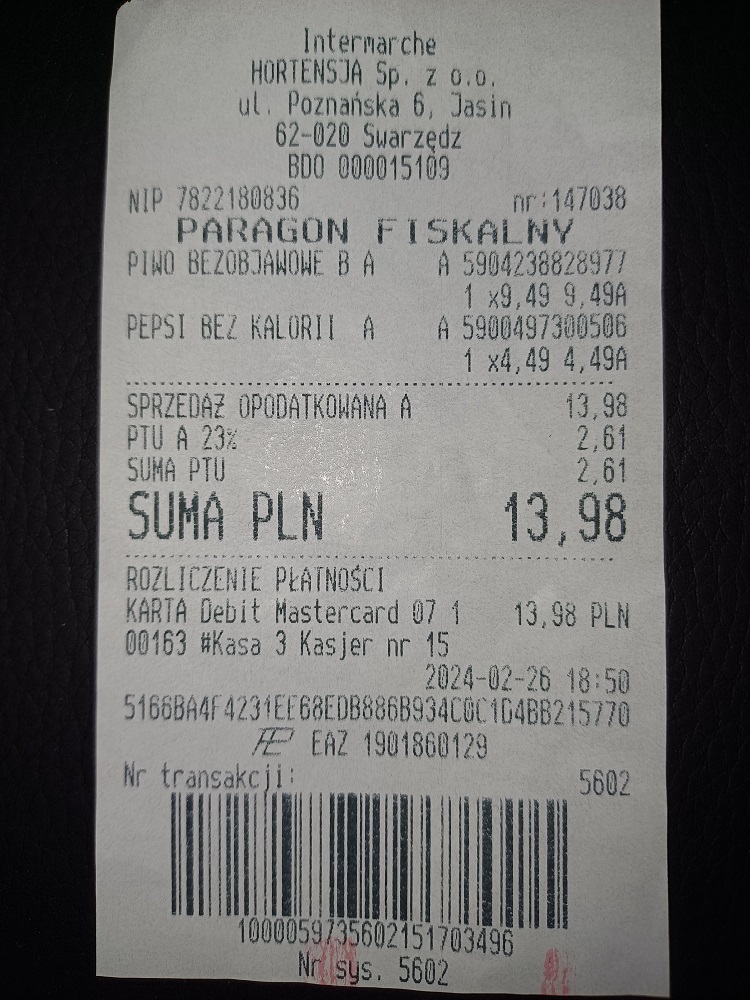 Intermarche
HORTENSJA Sp. z o.o.
ul. Poznańska 6, Jasin
62-020 Swarzędz
BDO 000015109
NIP 7822180836 nr:147038
PARAGON FISKALNY
PIWO BEZOBJAWOWE B A A 5904238828977
1 x9,49 9,49A
PEPSI BEZ KALORII A A 5900497300506
1 x4,49 4,49A
SPRZEDAŻ OPODATKOWANA A 13,98
PTU A 23% 2,61
SUMA PTU 2,61
SUMA PLN 13,98
ROZLICZENIE PŁATNOŚCI
KARTA Debit Mastercard 07 1 13,98 PLN
00163 #Kasa 3 Kasjer nr 15
2024-02-26 18:50
5166BA4F4231EE68EDB886B934C0C1D4BB215770
EAZ 1901860129
Nr transakcji: 5602
1000059735602151703496
Nr sys. 5602